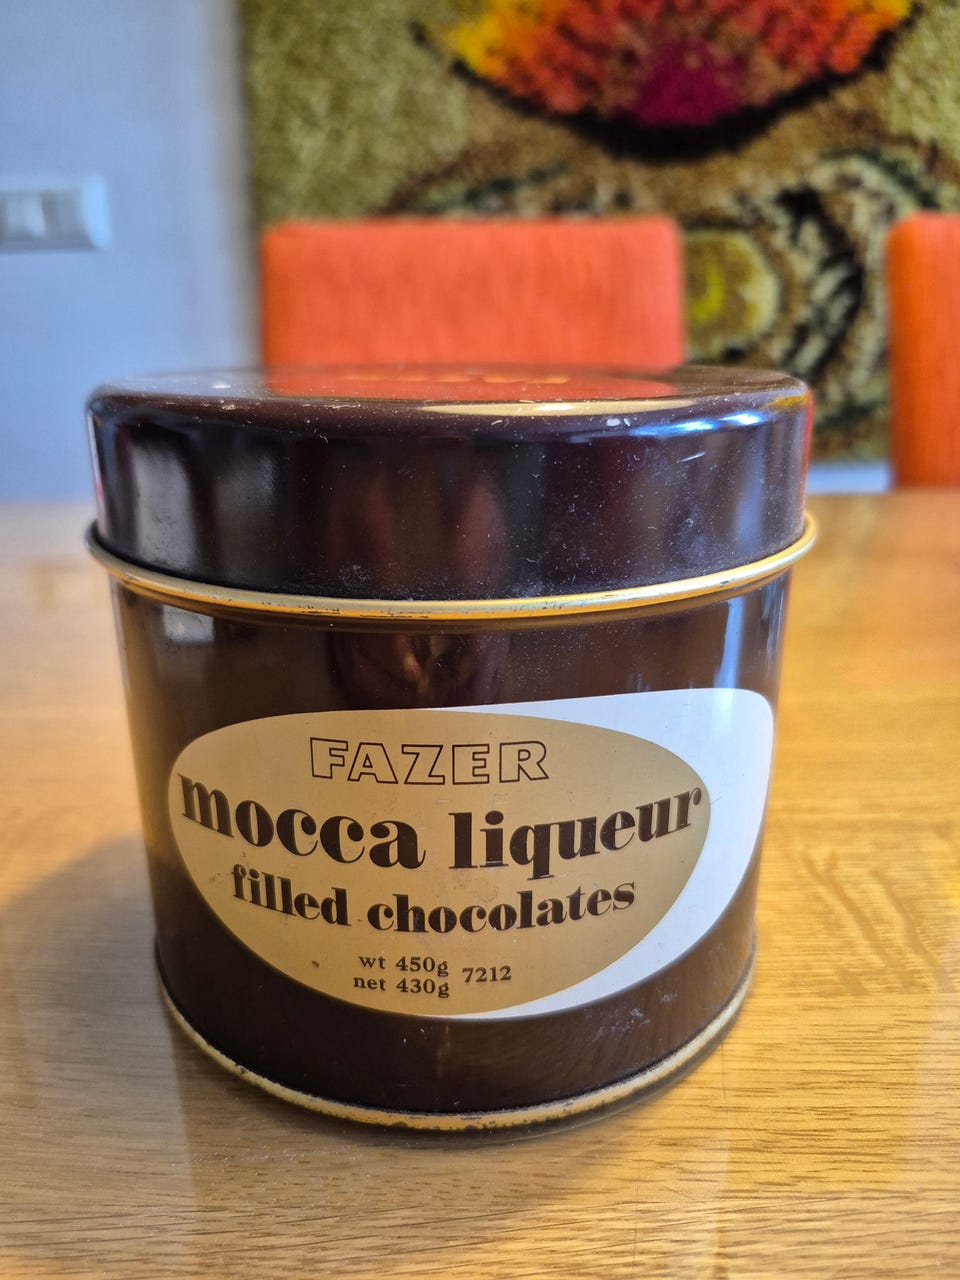 FAZER
mocca liqueur
filled chocolates
wt 450g 7212
net 430g